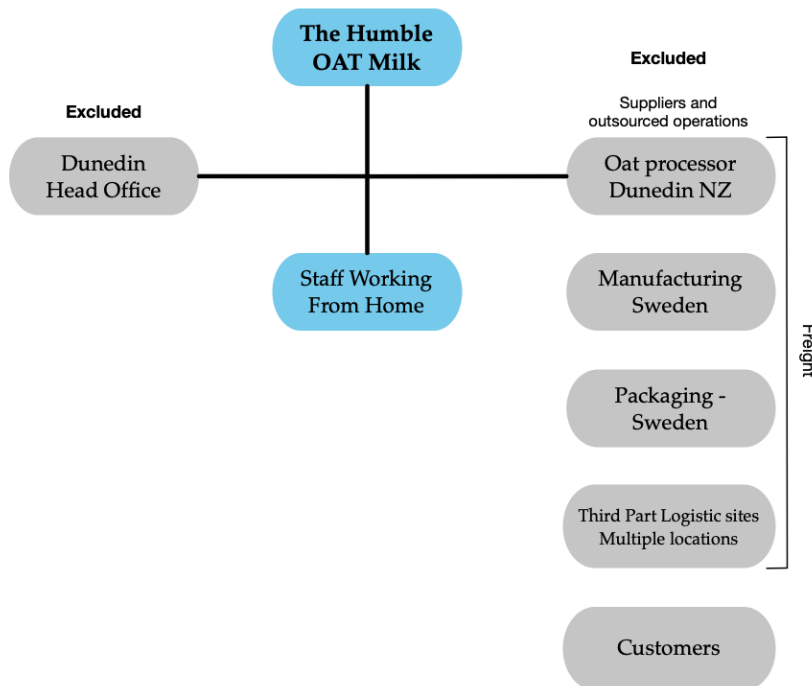 The Humble
OAT Milk
Excluded
Excluded
Suppliers and
outsourced operations
Dunedin
Head Office
Oat processor
Dunedin NZ
Staff Working
From Home
Manufacturing
Sweden
Freight
Packaging -
Sweden
Third Part Logistic sites
Multiple locations
Customers